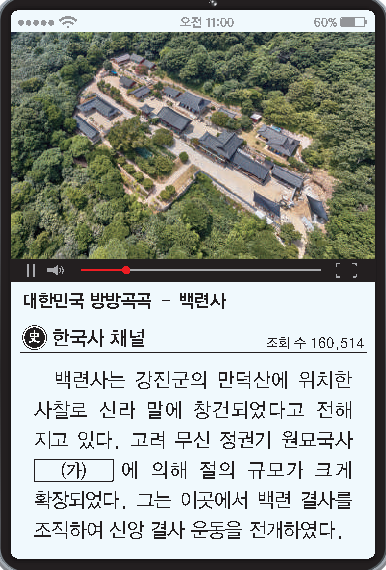 오전 11:00
60%
대한민국 방방곡곡 - 백련사
史 한국사 채널
조회 수 160,514
백련사는 강진군의 만덕산에 위치한
사찰로 신라 말에 창건되었다고 전해
지고 있다. 고려 무신 정권기 원묘국사
(가) 에 의해 절의 규모가 크게
확장되었다. 그는 이곳에서 백련 결사를
조직하여 신앙 결사 운동을 전개하였다.